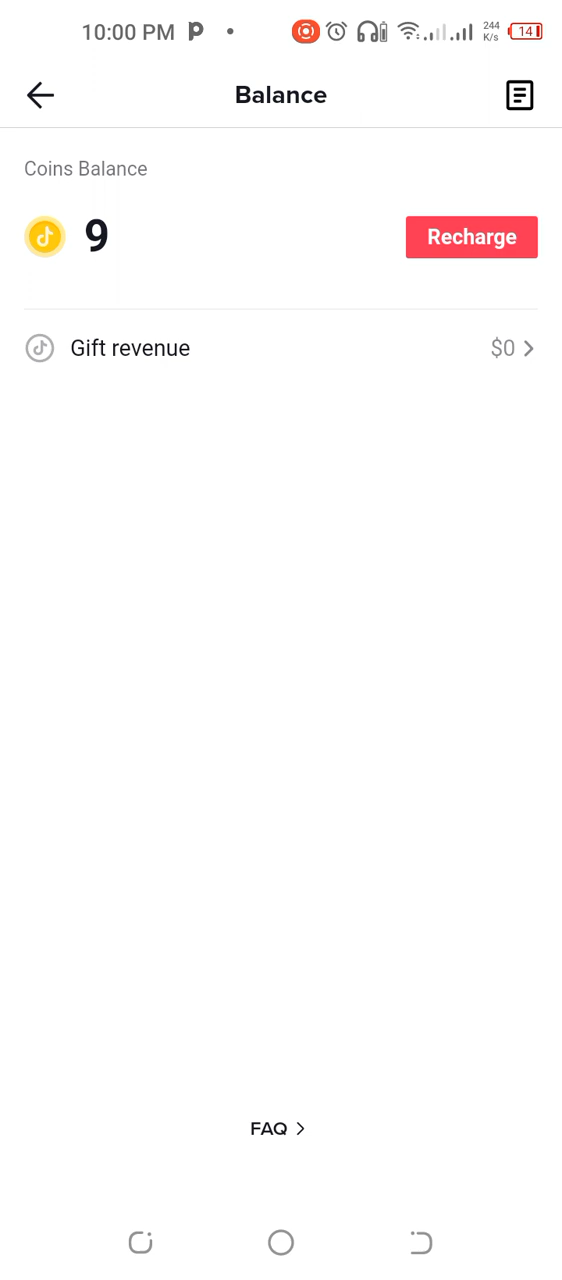 10:00 PM 244 K/s 14
Balance
Coins Balance
9 Recharge
Gift revenue $0
FAQ